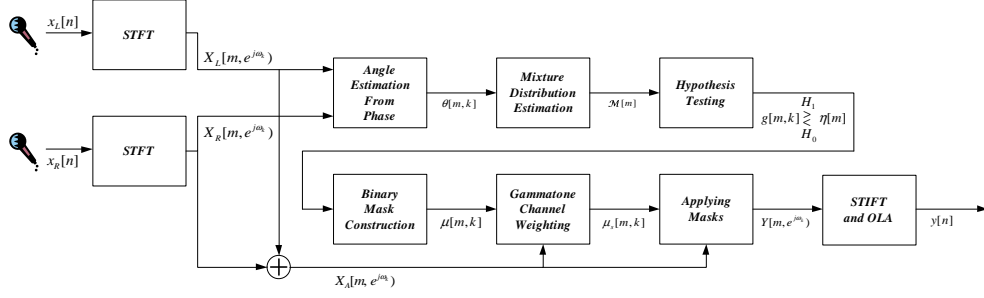 x_L[n]
STFT
X_L[m, e^{jω_k})
Angle
Estimation
From
Phase
θ[m, k]
Mixture
Distribution
Estimation
ℳ[m]
Hypothesis
Testing
H_1
g[m, k] ≷ η[m]
H_0
x_R[n]
STFT
X_R[m, e^{jω_k})
Binary
Mask
Construction
μ[m, k]
Gammatone
Channel
Weighting
μ_s[m, k]
Applying
Masks
Y[m, e^{jω_k})
STIFT
and OLA
y[n]
+
X_A[m, e^{jω_k})